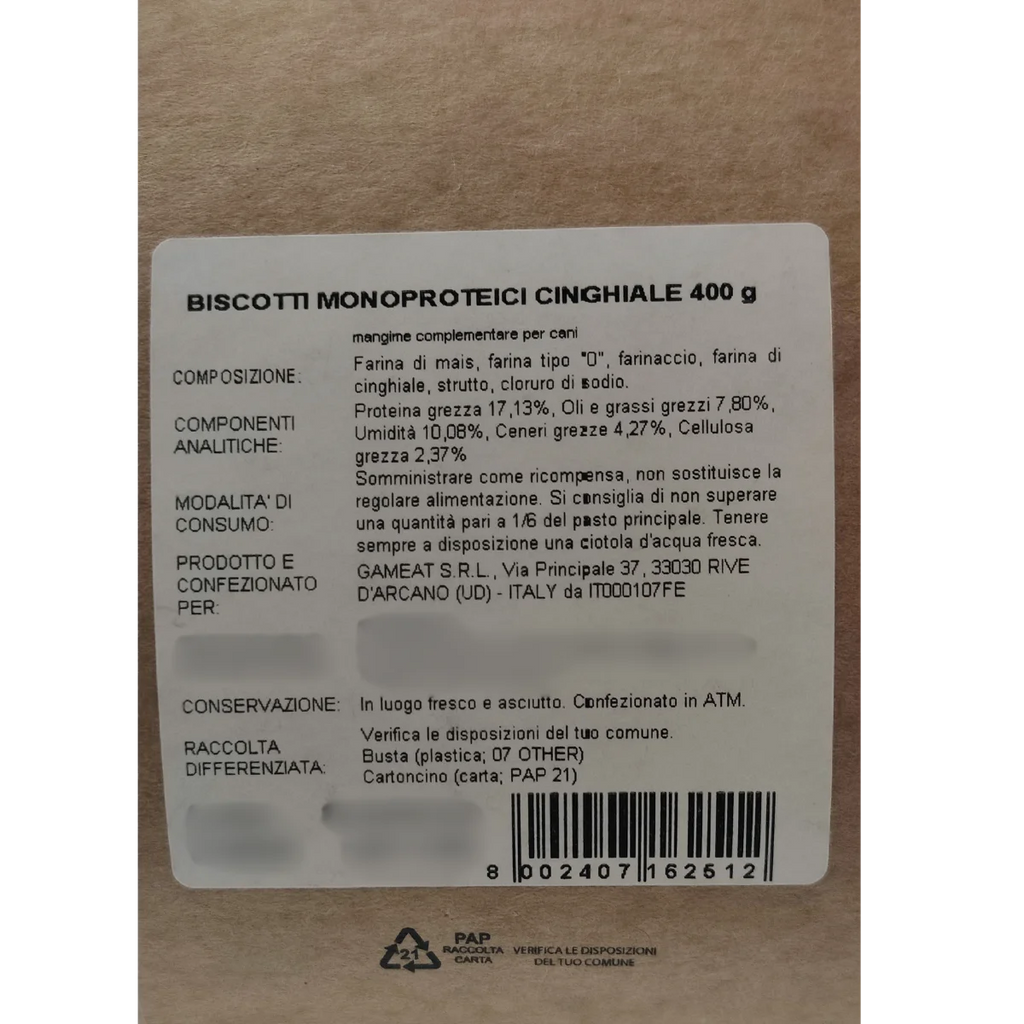 BISCOTTI MONOPROTEICI CINGHIALE 400 g
mangime complementare per cani
COMPOSIZIONE:
Farina di mais, farina tipo "0", farinaccio, farina di
cinghiale, strutto, cloruro di sodio.
COMPONENTI
ANALITICHE:
Proteina grezza 17,13%, Oli e grassi grezzi 7,80%,
Umidità 10,08%, Ceneri grezze 4,27%, Cellulosa
grezza 2,37%
MODALITA' DI
CONSUMO:
Somministrare come ricompensa, non sostituisce la
regolare alimentazione. Si consiglia di non superare
una quantità pari a 1/6 del pasto principale. Tenere
sempre a disposizione una ciotola d'acqua fresca.
PRODOTTO E
CONFEZIONATO
PER:
GAMEAT S.R.L., Via Principale 37, 33030 RIVE
D'ARCANO (UD) - ITALY da IT000107FE
CONSERVAZIONE:
In luogo fresco e asciutto. Confezionato in ATM.
RACCOLTA
DIFFERENZIATA:
Verifica le disposizioni del tuo comune.
Busta (plastica; 07 OTHER)
Cartoncino (carta; PAP 21)
8 002407 162512
21
PAP
RACCOLTA
CARTA
VERIFICA LE DISPOSIZIONI
DEL TUO COMUNE